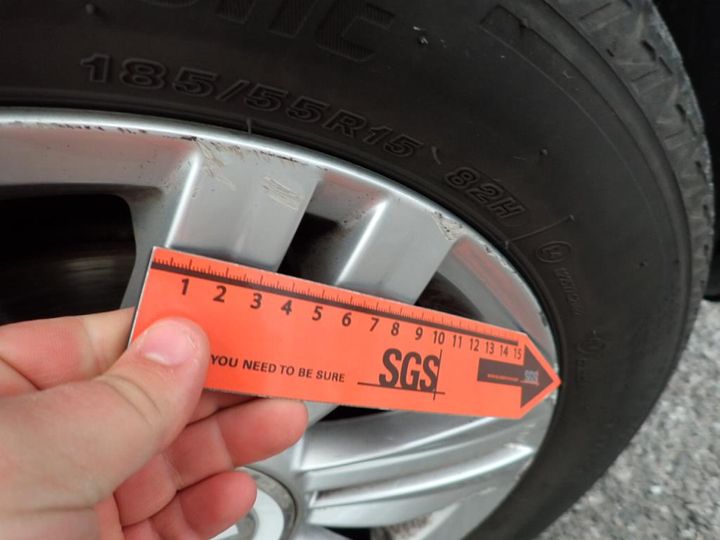 185/55R15 82H
1 2 3 4 5 6 7 8 9 10 11 12 13 14 15
YOU NEED TO BE SURE SGS
SGS